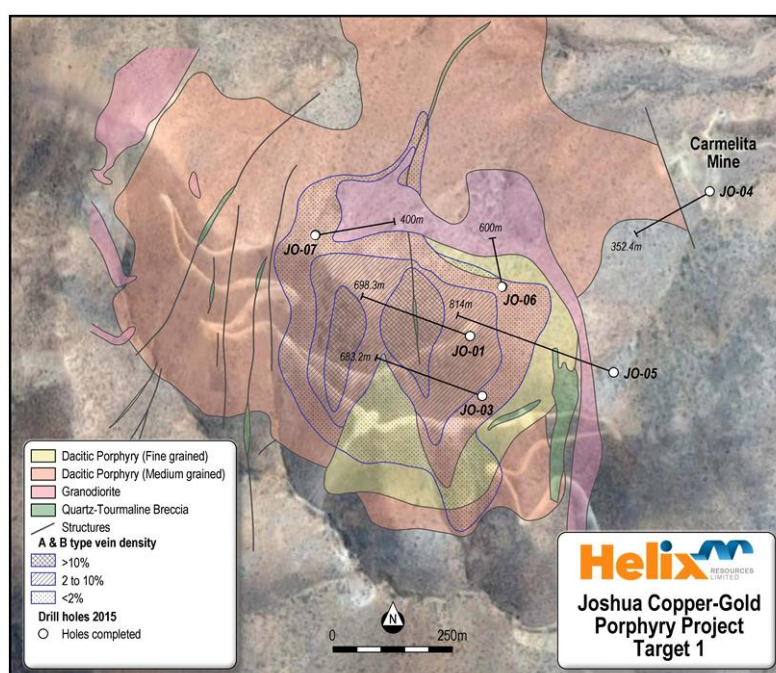 Carmelita
Mine
JO-04
352.4m
400m
JO-07
600m
JO-06
698.3m
814m
JO-01
683.2m
JO-05
JO-03
Dacitic Porphyry (Fine grained)
Dacitic Porphyry (Medium grained)
Granodiorite
Quartz-Tourmaline Breccia
Structures
A & B type vein density
>10%
2 to 10%
<2%
Drill holes 2015
Holes completed
N
0 250m
Helix
RESOURCES
LIMITED
Joshua Copper-Gold
Porphyry Project
Target 1